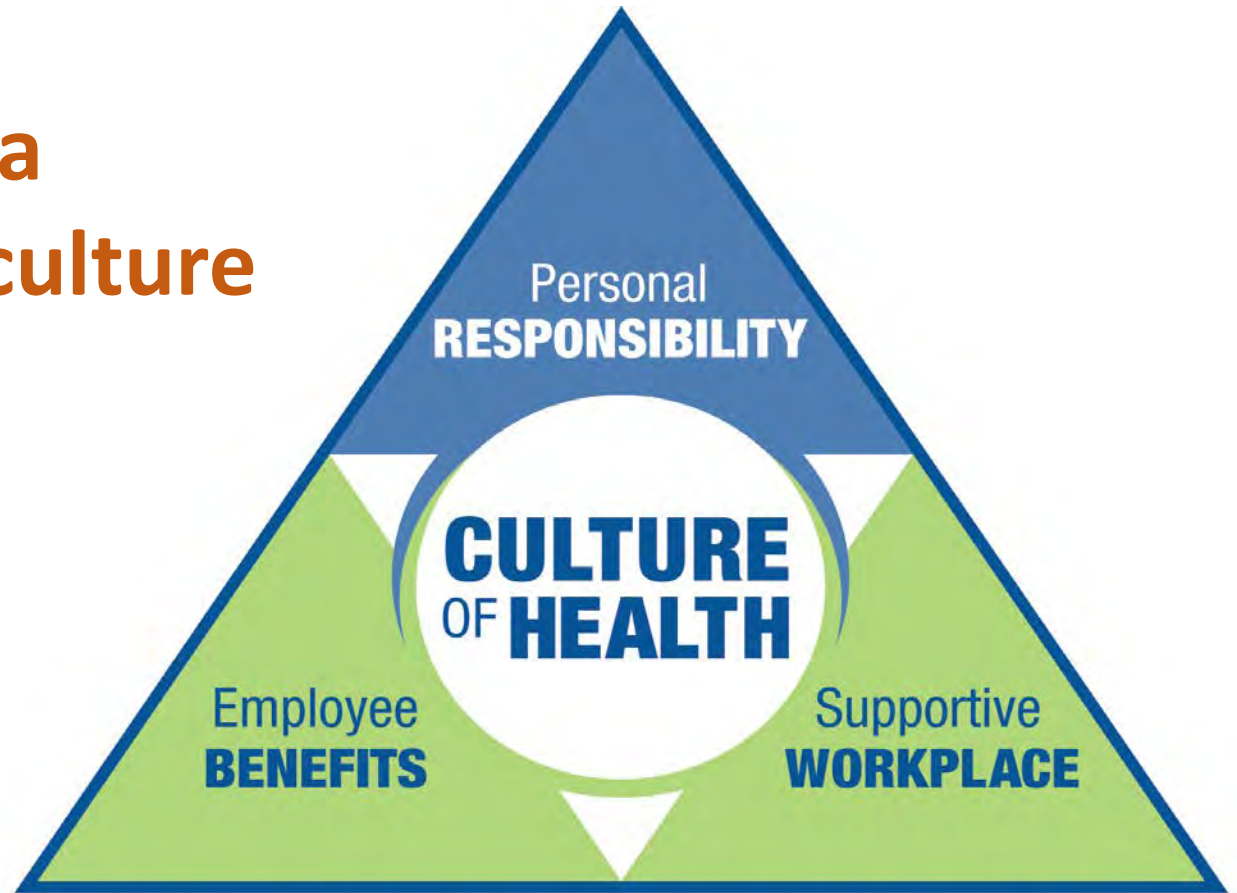 a
culture
Personal
RESPONSIBILITY
CULTURE
OF HEALTH
Employee
BENEFITS
Supportive
WORKPLACE